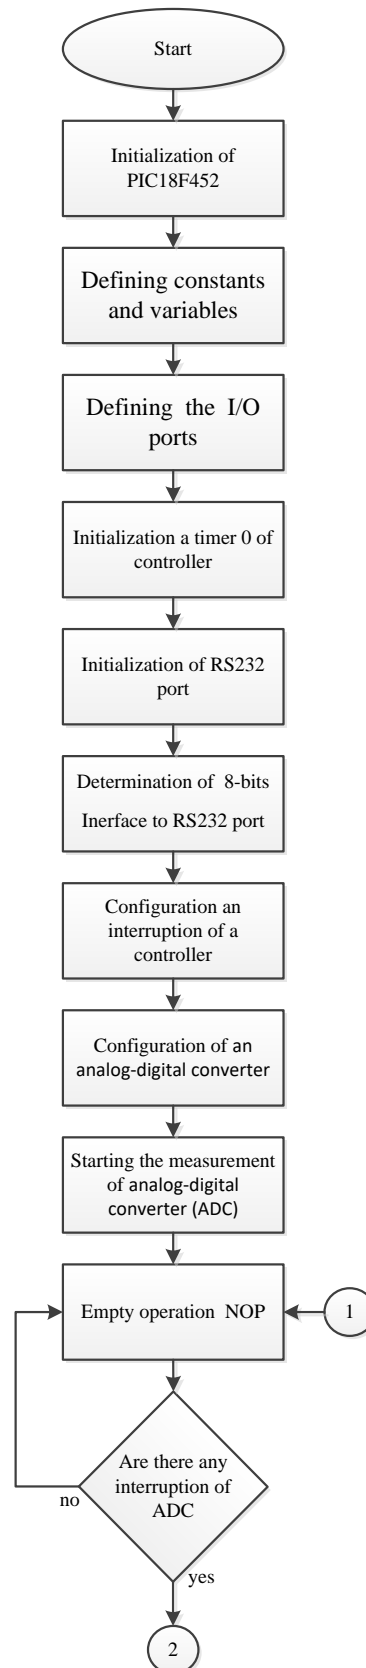 Start
Initialization of
PIC18F452
Defining constants
and variables
Defining the I/O
ports
Initialization a timer 0 of
controller
Initialization of RS232
port
Determination of 8-bits
Inerface to RS232 port
Configuration an
interruption of a
controller
Configuration of an
analog-digital converter
Starting the measurement
of analog-digital
converter (ADC)
Empty operation NOP
1
Are there any
interruption of
ADC
no
yes
2